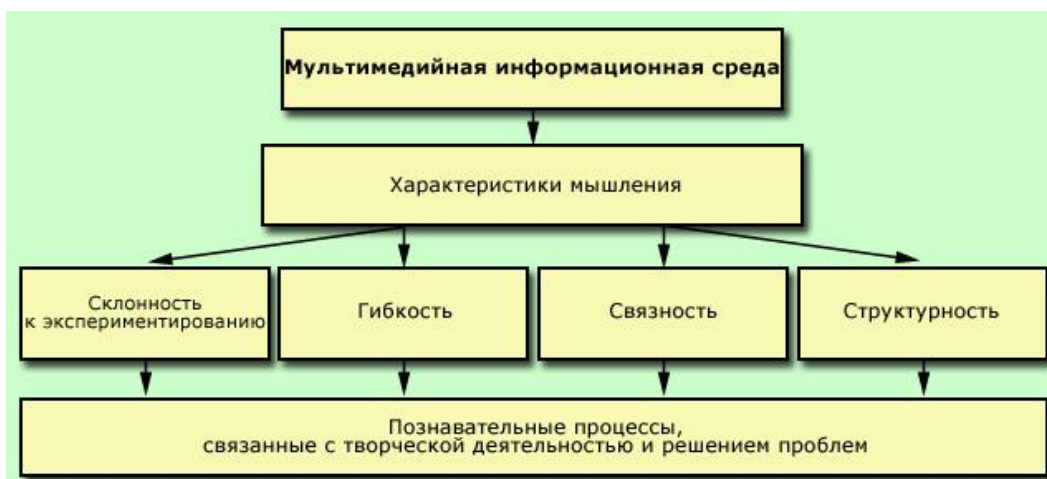 Мультимедийная информационная среда
Характеристики мышления
Склонность
к экспериментированию
Гибкость
Связность
Структурность
Познавательные процессы,
связанные с творческой деятельностью и решением проблем